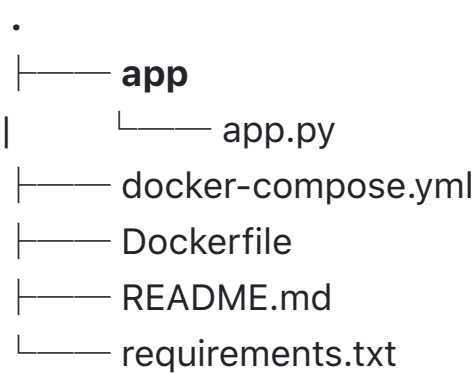 .
├── app
|   └── app.py
├── docker-compose.yml
├── Dockerfile
├── README.md
└── requirements.txt